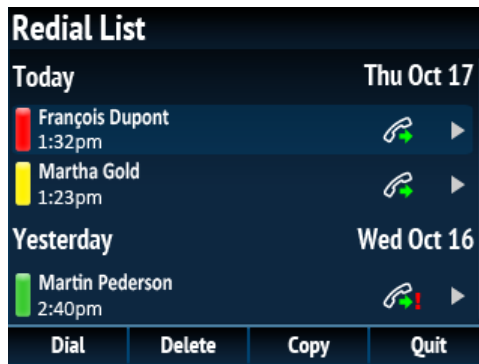 Redial List
Today Thu Oct 17
François Dupont
1:32pm
Martha Gold
1:23pm
Yesterday Wed Oct 16
Martin Pederson
2:40pm
Dial Delete Copy Quit